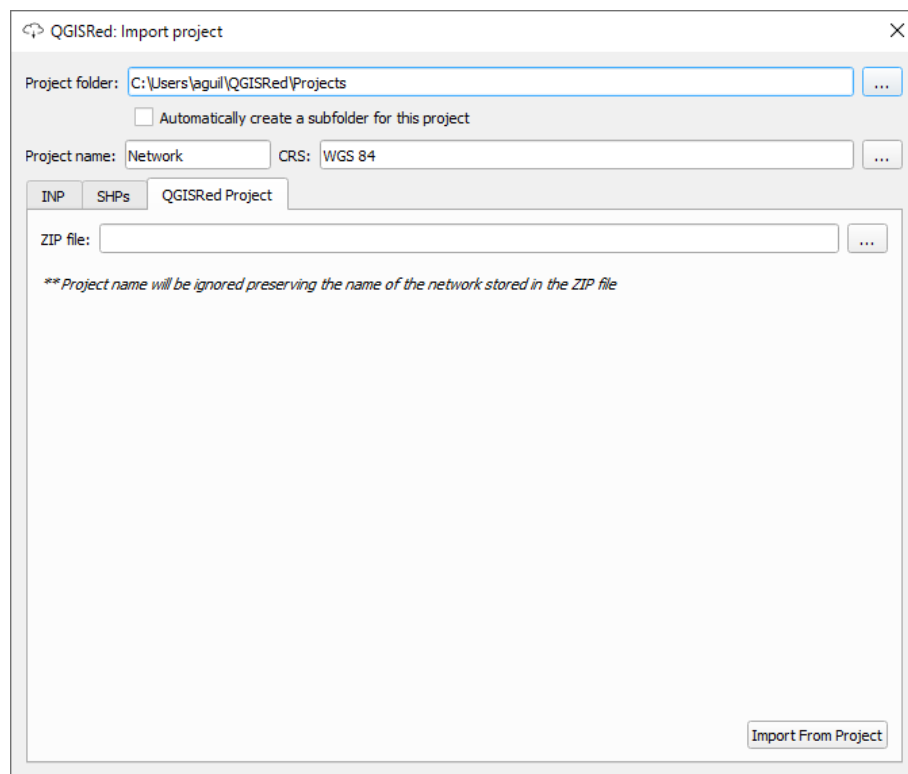 QGISRed: Import project
Project folder: C:\Users\aguil\QGISRed\Projects ...
Automatically create a subfolder for this project
Project name: Network CRS: WGS 84 ...
INP SHPs QGISRed Project
ZIP file: ...
** Project name will be ignored preserving the name of the network stored in the ZIP file
Import From Project